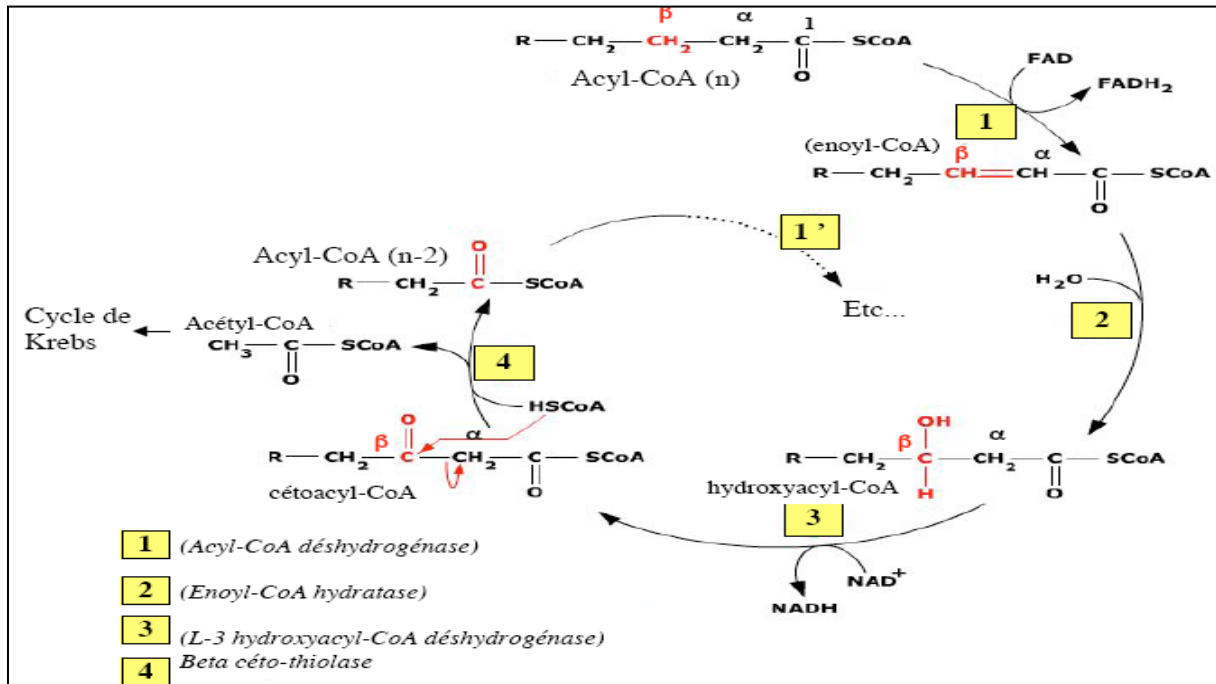 β α 1
R—CH₂—CH₂—CH₂—C—SCoA
O
Acyl-CoA (n)
FAD
FADH₂
1
(enoyl-CoA)
β α
R—CH₂—CH=CH—C—SCoA
O
1 '
Etc...
H₂O
2
Acyl-CoA (n-2)
O
R—CH₂—C—SCoA
Cycle de
Krebs
Acétyl-CoA
CH₃—C—SCoA
O
4
HSCoA
O
β α
R—CH₂—C—CH₂—C—SCoA
O
cétoacyl-CoA
OH
β α
R—CH₂—C—CH₂—C—SCoA
H O
hydroxyacyl-CoA
3
NAD⁺
NADH
1 (Acyl-CoA déshydrogénase)
2 (Enoyl-CoA hydratase)
3 (L-3 hydroxyacyl-CoA déshydrogénase)
4 Beta céto-thiolase